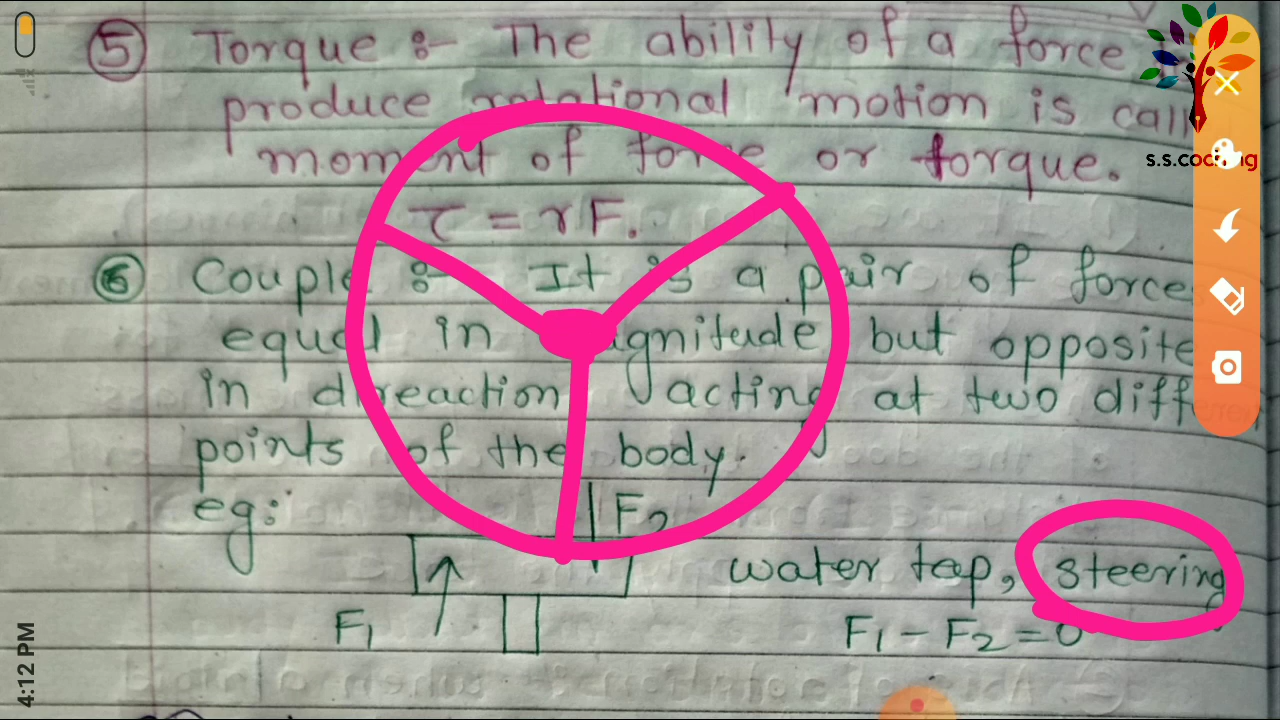 5 Torque :- The ability of a force
produce rotational motion is call
moment of force or torque.
τ = rF.
6 Couple :- It is a pair of force
equal in magnitude but opposite
in direaction acting at two diff
points of the body.
eg:
F2
water tap, steering
F1
F1 - F2 = 0
s.s.coching
4:12 PM